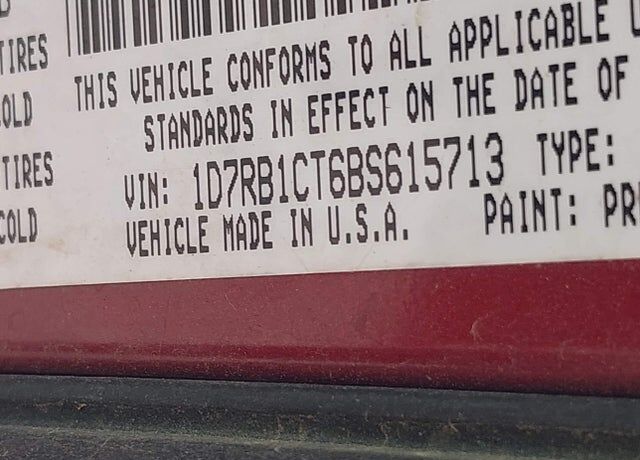 TIRES
THIS VEHICLE CONFORMS TO ALL APPLICABLE
OLD
STANDARDS IN EFFECT ON THE DATE OF
TIRES
VIN: 1D7RB1CT6BS615713 TYPE:
COLD
VEHICLE MADE IN U.S.A. PAINT: PR